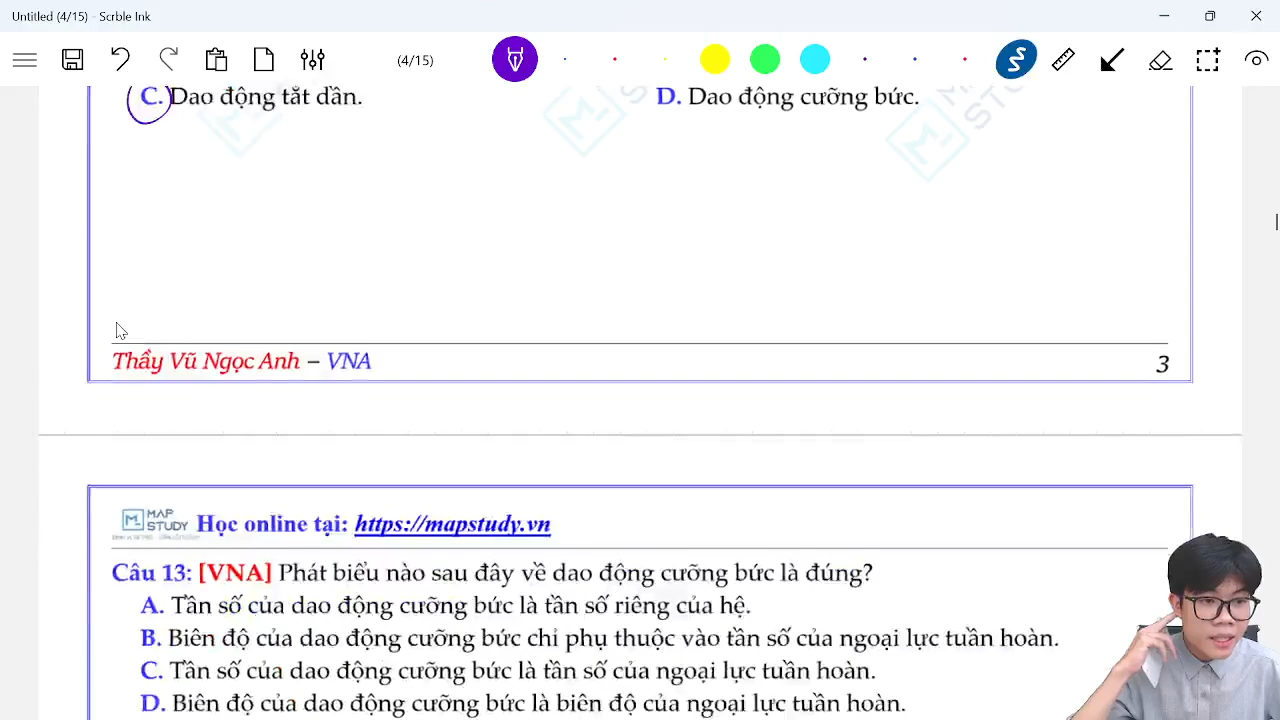 Untitled (4/15) - Scrble Ink
(4/15)
C. Dao động tắt dần.
D. Dao động cưỡng bức.
Thầy Vũ Ngọc Anh – VNA
3
MAP STUDY
Học online tại: https://mapstudy.vn
Câu 13: [VNA] Phát biểu nào sau đây về dao động cưỡng bức là đúng?
A. Tần số của dao động cưỡng bức là tần số riêng của hệ.
B. Biên độ của dao động cưỡng bức chỉ phụ thuộc vào tần số của ngoại lực tuần hoàn.
C. Tần số của dao động cưỡng bức là tần số của ngoại lực tuần hoàn.
D. Biên độ của dao động cưỡng bức là biên độ của ngoại lực tuần hoàn.